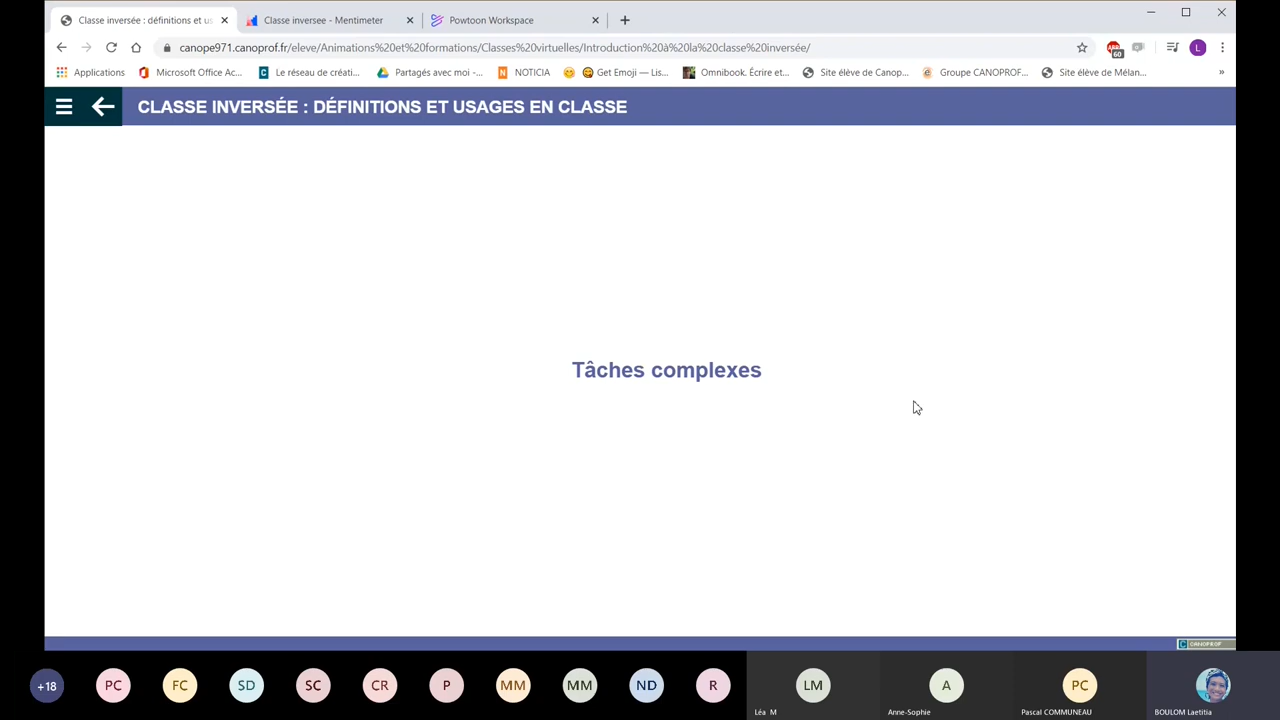 Classe inversée : définitions et us
Classe inversee - Mentimeter
Powtoon Workspace
canope971.canoprof.fr/eleve/Animations%20et%20formations/Classes%20virtuelles/Introduction%20à%20la%20classe%20inversée/
60
L
Applications
Microsoft Office Ac...
Le réseau de créati...
Partagés avec moi -...
NOTICIA
Get Emoji — Lis...
Omnibook. Écrire et...
Site élève de Canop...
Groupe CANOPROF...
Site élève de Mélan...
CLASSE INVERSÉE : DÉFINITIONS ET USAGES EN CLASSE
Tâches complexes
CANOPROF
+18
PC
FC
SD
SC
CR
P
MM
MM
ND
R
LM
A
PC
Léa M
Anne-Sophie
Pascal COMMUNEAU
BOULOM Laetitia